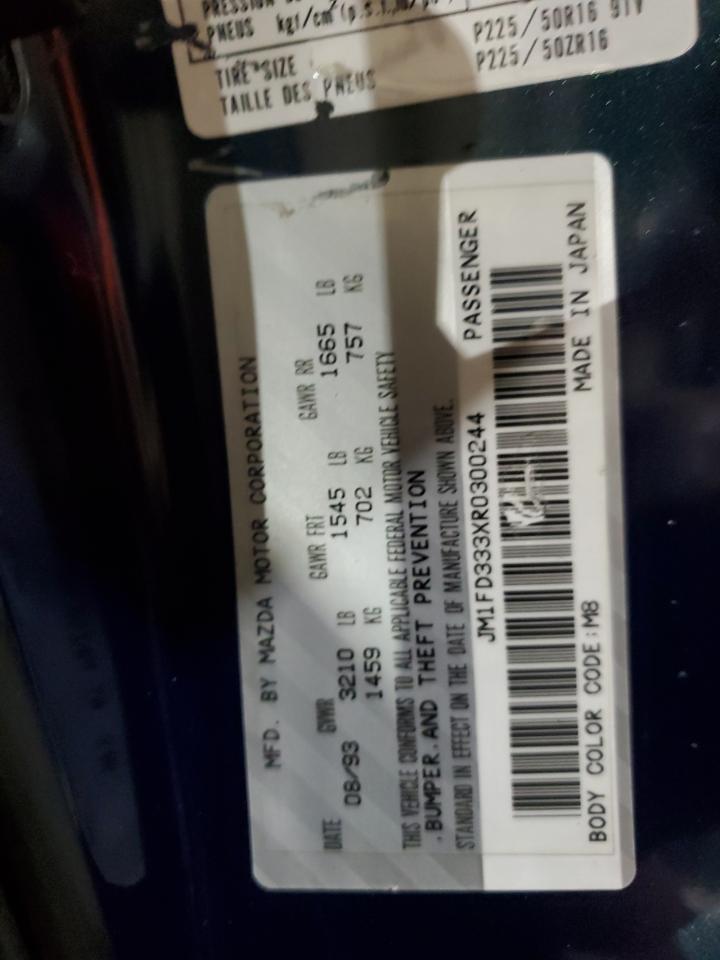 PNEUS kgf/cm²(p.s.i.
TIRE SIZE P225/50R16 91V
TAILLE DES PNEUS P225/50ZR16
MFD. BY MAZDA MOTOR CORPORATION
DATE GVWR GAWR FRT GAWR RR
08/93 3210 LB 1545 LB 1665 LB
1459 KG 702 KG 757 KG
THIS VEHICLE CONFORMS TO ALL APPLICABLE FEDERAL MOTOR VEHICLE SAFETY
,BUMPER,AND THEFT PREVENTION
STANDARD IN EFFECT ON THE DATE OF MANUFACTURE SHOWN ABOVE.
JM1FD333XR0300244 PASSENGER
BODY COLOR CODE:M8 MADE IN JAPAN